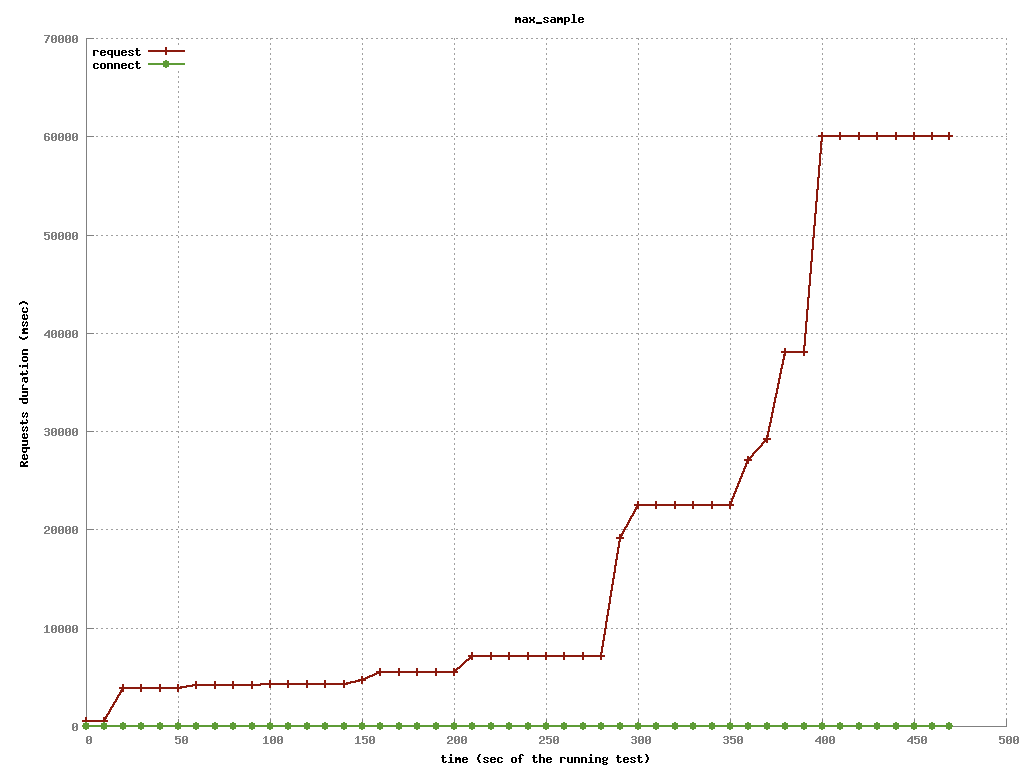 max_sample
70000
request
connect
60000
50000
40000
Requests duration (msec)
30000
20000
10000
0
0 50 100 150 200 250 300 350 400 450 500
time (sec of the running test)